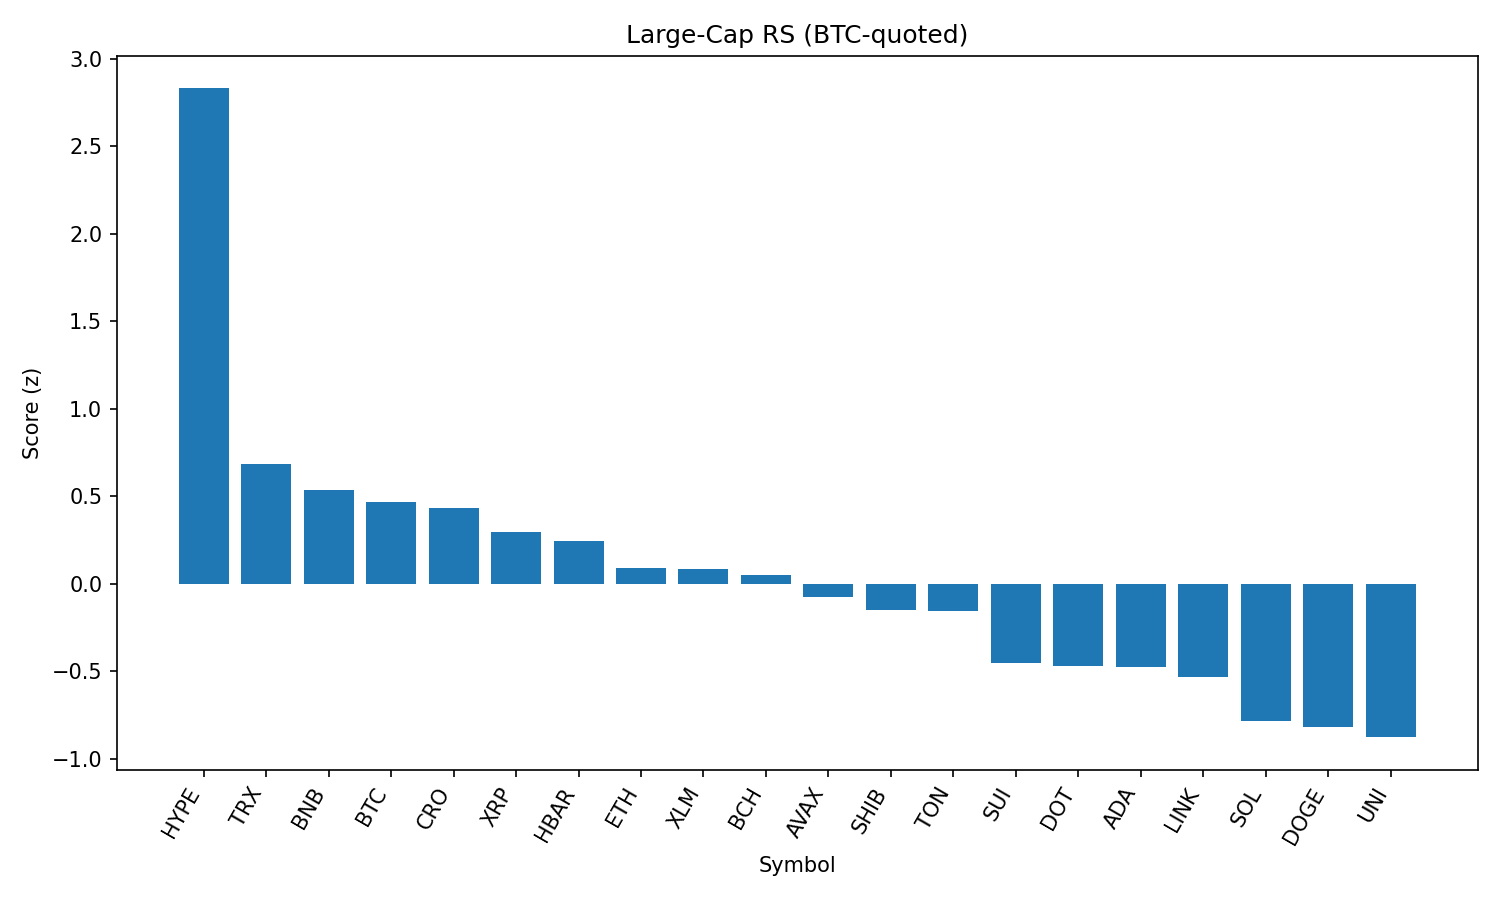 Large-Cap RS (BTC-quoted)
Score (z)
3.0
2.5
2.0
1.5
1.0
0.5
0.0
−0.5
−1.0
HYPE
TRX
BNB
BTC
CRO
XRP
HBAR
ETH
XLM
BCH
AVAX
SHIB
TON
SUI
DOT
ADA
LINK
SOL
DOGE
UNI
Symbol